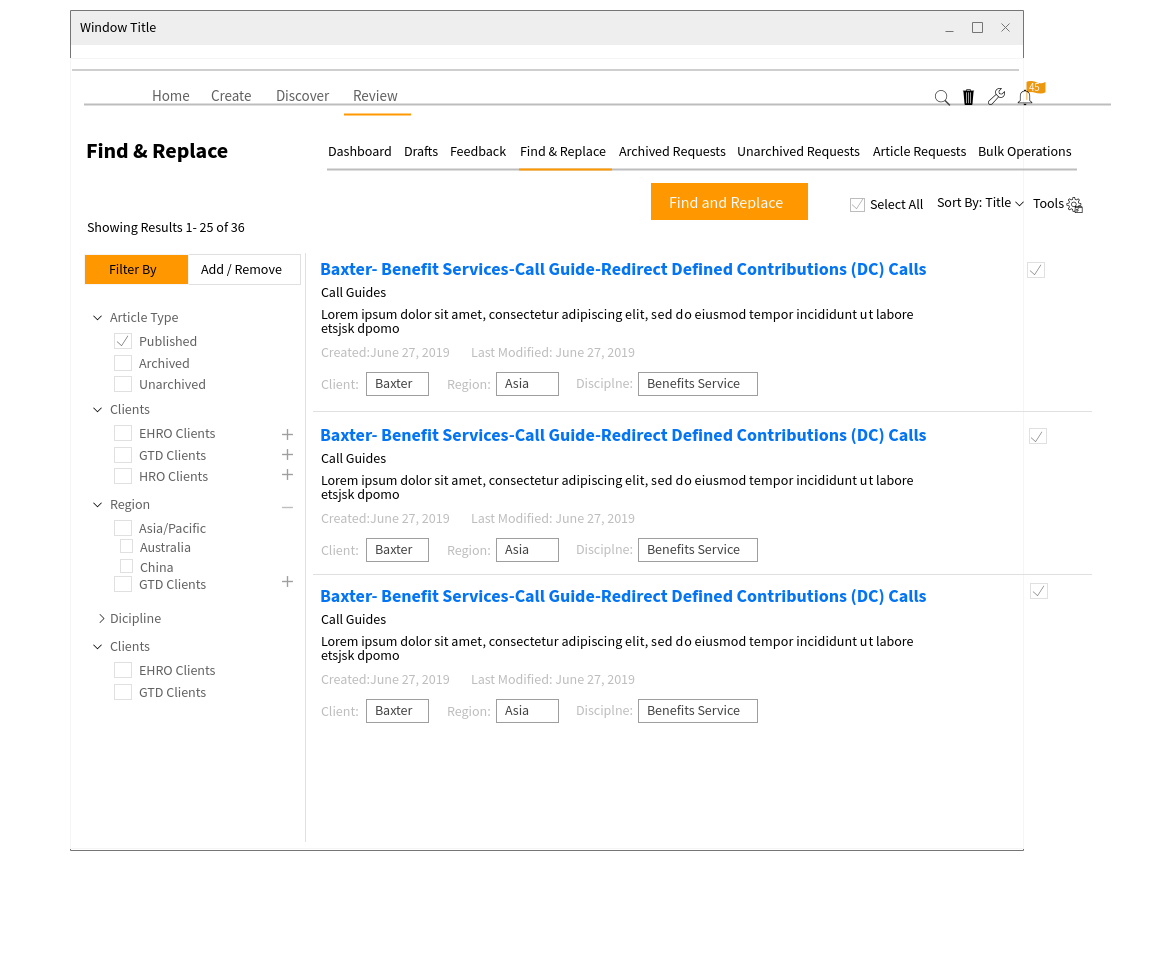 Window Title
45
Home Create Discover Review
Find & Replace
Dashboard Drafts Feedback Find & Replace Archived Requests Unarchived Requests Article Requests Bulk Operations
Find and Replace
Select All Sort By: Title Tools
Showing Results 1- 25 of 36
Filter By Add / Remove
Article Type
Published
Archived
Unarchived
Clients
EHRO Clients
GTD Clients
HRO Clients
Region
Asia/Pacific
Australia
China
GTD Clients
Dicipline
Clients
EHRO Clients
GTD Clients
Baxter- Benefit Services-Call Guide-Redirect Defined Contributions (DC) Calls
Call Guides
Lorem ipsum dolor sit amet, consectetur adipiscing elit, sed do eiusmod tempor incididunt ut labore
etsjsk dpomo
Created:June 27, 2019 Last Modified: June 27, 2019
Client: Baxter Region: Asia Disciplne: Benefits Service
Baxter- Benefit Services-Call Guide-Redirect Defined Contributions (DC) Calls
Call Guides
Lorem ipsum dolor sit amet, consectetur adipiscing elit, sed do eiusmod tempor incididunt ut labore
etsjsk dpomo
Created:June 27, 2019 Last Modified: June 27, 2019
Client: Baxter Region: Asia Disciplne: Benefits Service
Baxter- Benefit Services-Call Guide-Redirect Defined Contributions (DC) Calls
Call Guides
Lorem ipsum dolor sit amet, consectetur adipiscing elit, sed do eiusmod tempor incididunt ut labore
etsjsk dpomo
Created:June 27, 2019 Last Modified: June 27, 2019
Client: Baxter Region: Asia Disciplne: Benefits Service